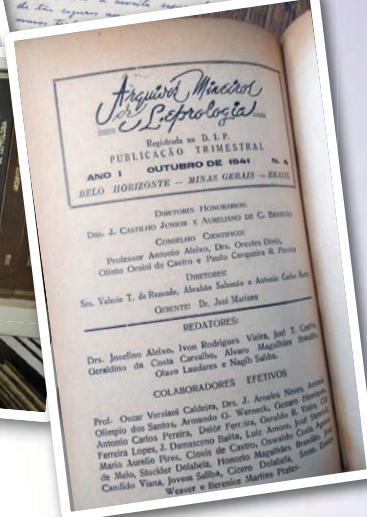 Arquivos Mineiros
de Leprologia
Registrada no D. I. P.
PUBLICAÇÃO TRIMESTRAL
ANO I OUTUBRO DE 1941 N. 4
BELO HORIZONTE — MINAS GERAIS — BRASIL
DIRETORES HONORARIOS:
DRS. J. CASTILHO JUNIOR E AURELIANO DE C. BRANDÃO
CONSELHO CIENTIFICO:
Professor Antonio Aleixo, Drs. Orestes Diniz,
Olinto Orsini de Castro e Paulo Cerqueira R. Pereira
DIRETORES:
Srs. Valerio T. de Rezende, Abrahão Salomão e Antonio Carlos
GERENTE: Dr. José Mariano
REDATORES:
Drs. Josefino Aleixo, Ivon Rodrigues Vieira, Joel T.
Geraldino da Costa Carvalho, Alvaro Magalhães
Olavo Laudares e Nagib Saliba.
COLABORADORES EFETIVOS
Prof. Oscar Versiani Caldeira, Drs. J. Aroeira Neves,
Olimpio dos Santos, Armando G. Werneck, Genaro
Antonio Carlos Pereira, Delôr Ferreira, Geraldo R.
Ferreira Lopes, J. Damasceno Baêta, Luiz Amore, José
Mario Aurelio Pires, Clovis de Castro, Oswaldo Costa,
de Melo, Stockler Dolabela, Honorio Magalhães Brandão,
Candido Viana, Jovem Saliba, Cicero Dolabela,
Weaver e Berenice Martins Prates